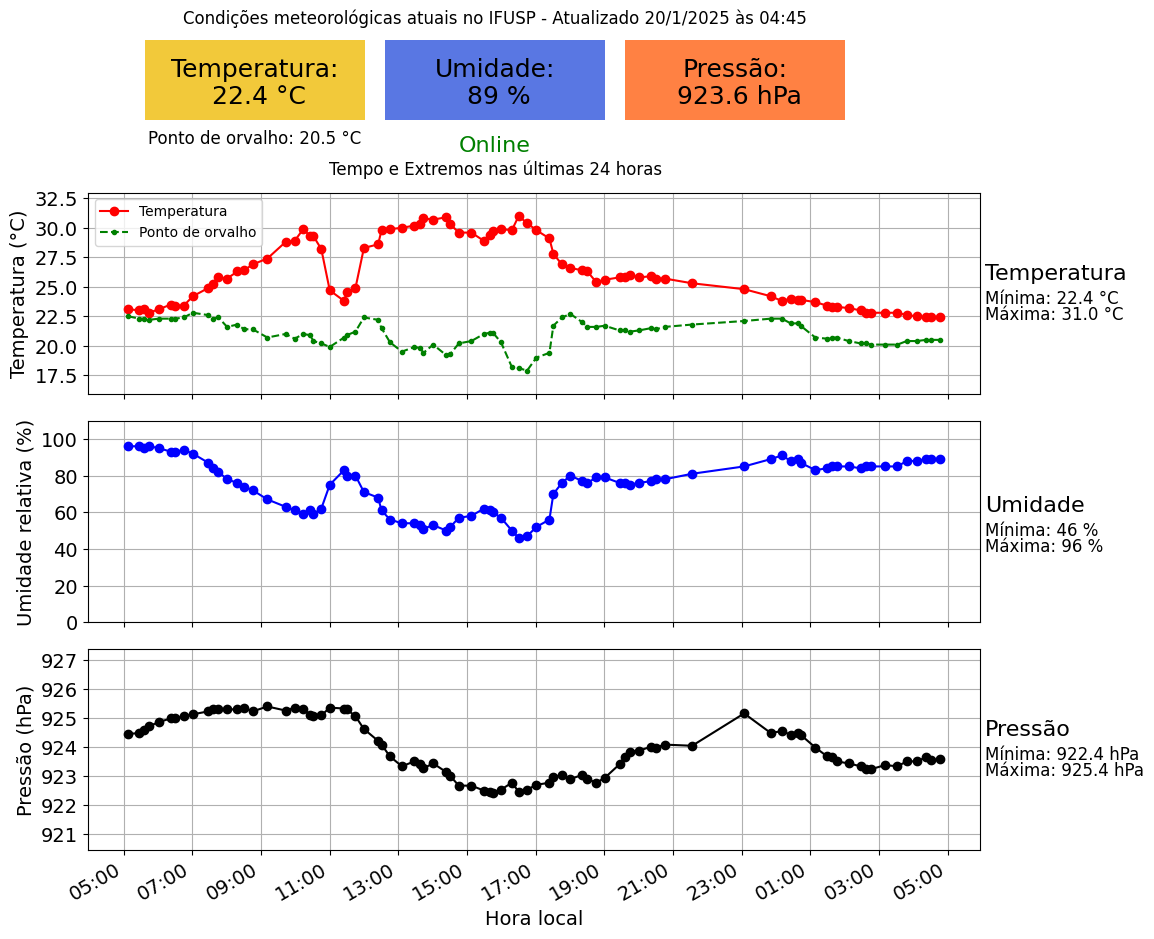 Condições meteorológicas atuais no IFUSP - Atualizado 20/1/2025 às 04:45
Temperatura:
22.4 °C
Umidade:
89 %
Pressão:
923.6 hPa
Ponto de orvalho: 20.5 °C
Online
Tempo e Extremos nas últimas 24 horas
Temperatura (°C)
32.5
30.0
27.5
25.0
22.5
20.0
17.5
Temperatura
Ponto de orvalho
Temperatura
Mínima: 22.4 °C
Máxima: 31.0 °C
Umidade relativa (%)
100
80
60
40
20
0
Umidade
Mínima: 46 %
Máxima: 96 %
Pressão (hPa)
927
926
925
924
923
922
921
Pressão
Mínima: 922.4 hPa
Máxima: 925.4 hPa
05:00 07:00 09:00 11:00 13:00 15:00 17:00 19:00 21:00 23:00 01:00 03:00 05:00
Hora local